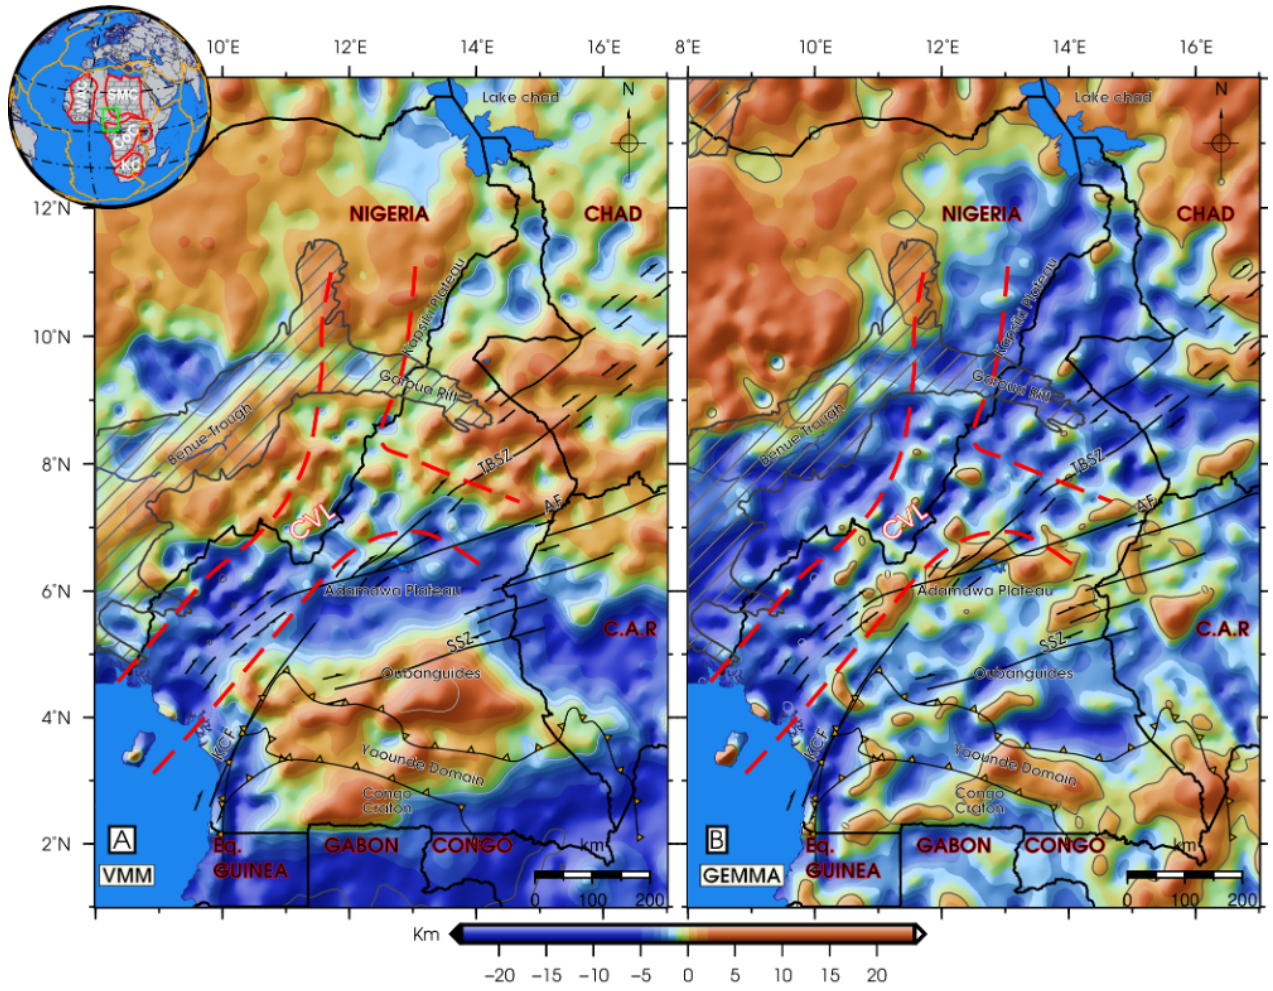 10°E 12°E 14°E 16°E 8°E 10°E 12°E 14°E 16°E
WAC
SMC
CGC
KC
Lake chad
N
Lake chad
N
12°N
NIGERIA
CHAD
NIGERIA
CHAD
Kapsiki Plateau
Kapsiki Plateau
10°N
Garoua Rift
Garoua Rift
Benue Trough
Benue Trough
8°N
TBSZ
TBSZ
AF
AF
CVL
CVL
6°N
Adamawa Plateau
Adamawa Plateau
C.A.R
C.A.R
SSZ
SSZ
Oubanguides
Oubanguides
4°N
KCF
KCF
Yaounde Domain
Yaounde Domain
Congo
Craton
Congo
Craton
2°N
A
VMM
Eq.
GUINEA
GABON
CONGO
km
0 100 200
B
GEMMA
Eq.
GUINEA
GABON
CONGO
km
0 100 200
Km
−20 −15 −10 −5 0 5 10 15 20